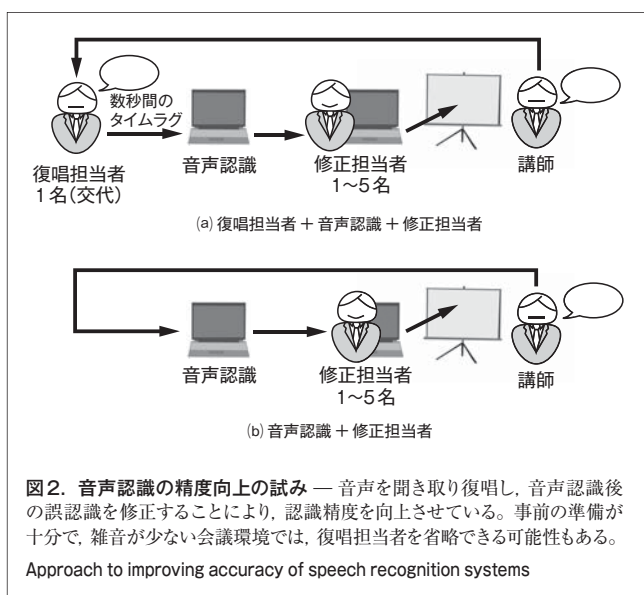 数秒間の
タイムラグ
復唱担当者
1名(交代)
音声認識
修正担当者
1~5名
講師
(a) 復唱担当者+音声認識+修正担当者
音声認識
修正担当者
1~5名
講師
(b) 音声認識+修正担当者
図2. 音声認識の精度向上の試み — 音声を聞き取り復唱し,音声認識後
の誤認識を修正することにより,認識精度を向上させている。事前の準備が
十分で,雑音が少ない会議環境では,復唱担当者を省略できる可能性もある。
Approach to improving accuracy of speech recognition systems